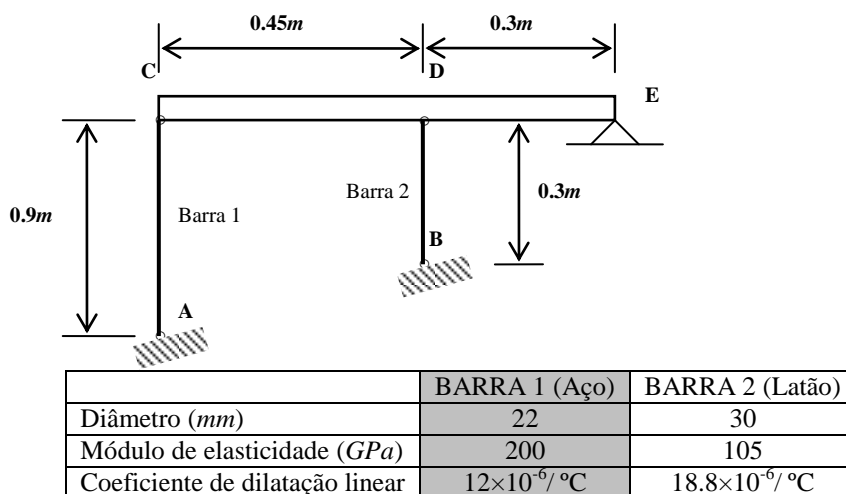 0.45m 0.3m
C D E
Barra 2 0.3m
0.9m Barra 1
B
A
BARRA 1 (Aço) BARRA 2 (Latão)
Diâmetro (mm) 22 30
Módulo de elasticidade (GPa) 200 105
Coeficiente de dilatação linear 12×10⁻⁶/ ºC 18.8×10⁻⁶/ ºC